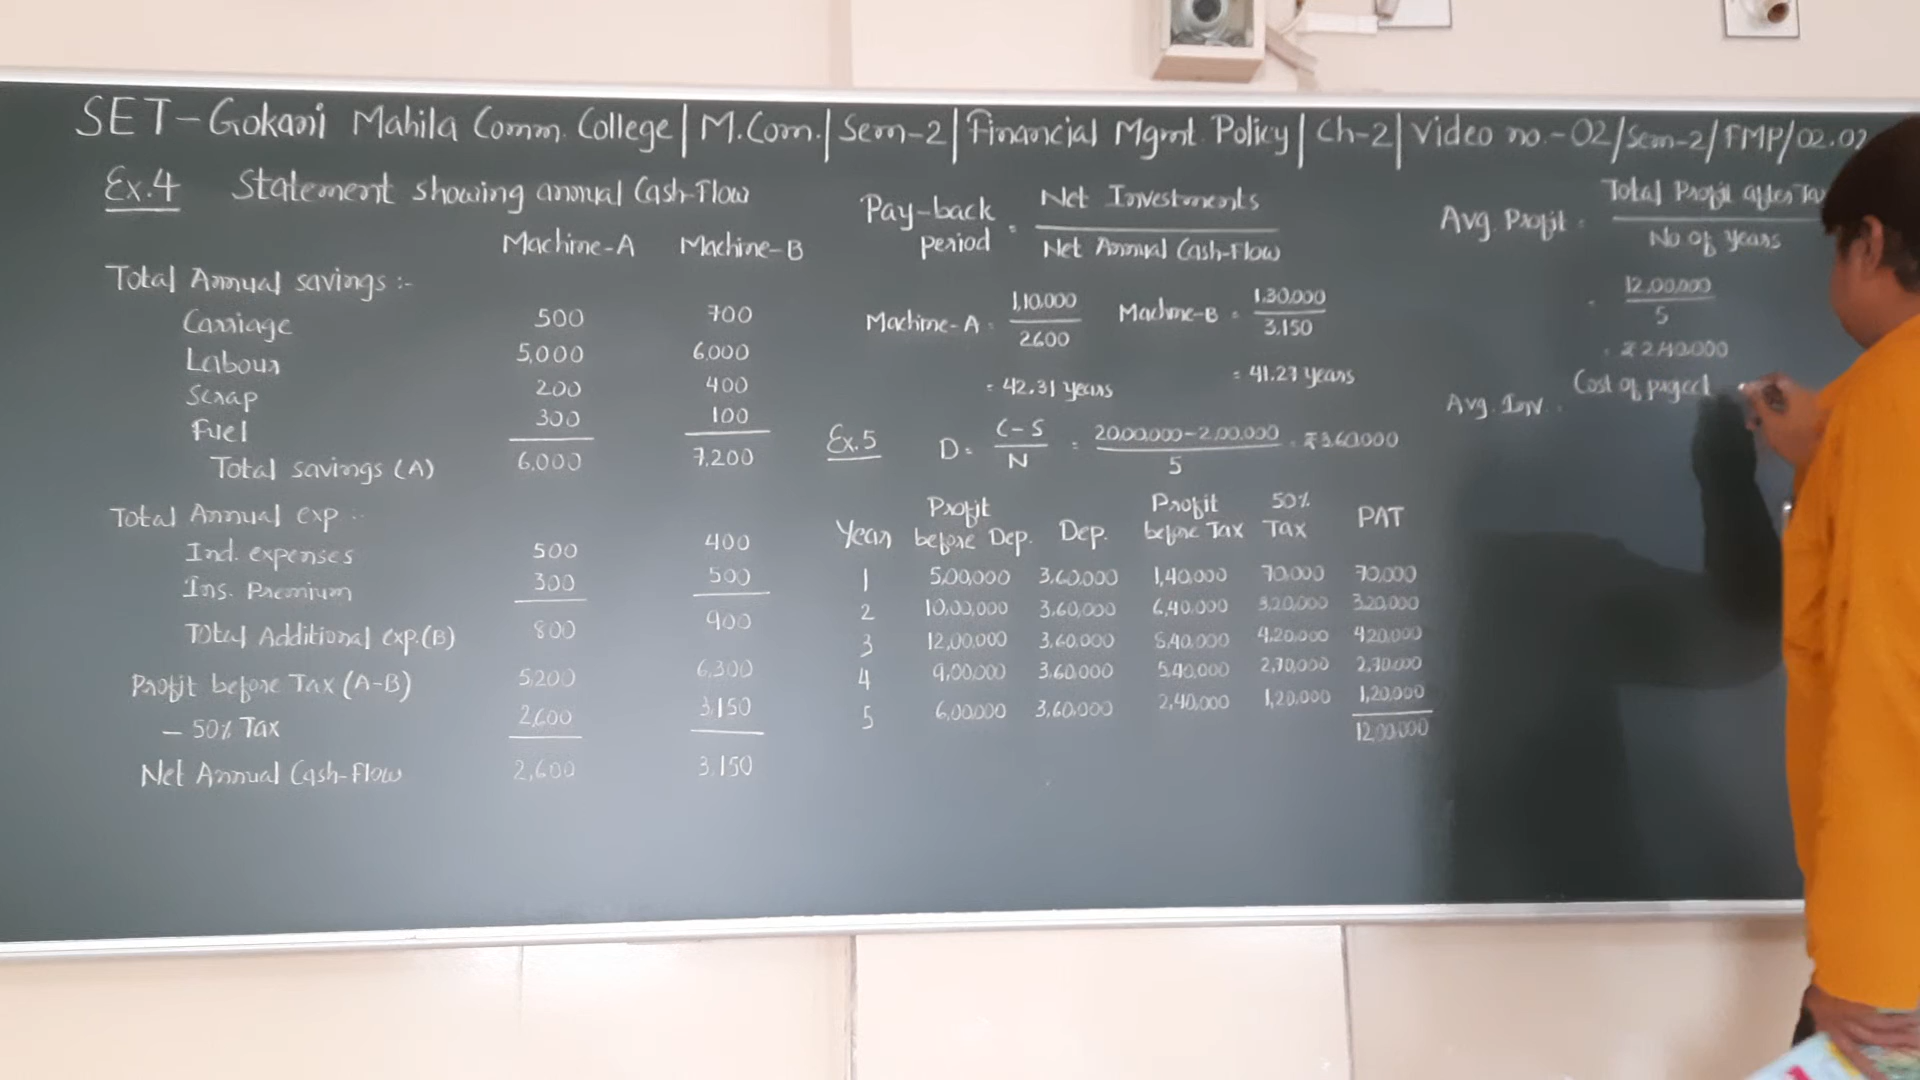 SET-Gokani Mahila Comm. College | M.Com. | Sem-2 | Financial Mgmt. Policy | Ch-2 | Video no.-02/Sem-2/FMP/02.02
Ex.4 Statement showing annual Cash-Flow
Machine-A Machine-B
Total Annual savings :-
Carriage 500 700
Labour 5,000 6,000
Scrap 200 400
Fuel 300 100
Total savings (A) 6,000 7,200
Total Annual exp :-
Ind. expenses 500 400
Ins. Premium 300 500
Total Additional exp.(B) 800 900
Profit before Tax (A-B) 5,200 6,300
- 50% Tax 2,600 3,150
Net Annual Cash-Flow 2,600 3,150
Pay-back period = Net Investments / Net Annual Cash-Flow
Machine-A = 1,10,000 / 2600
= 42.31 years
Machine-B = 1,30,000 / 3,150
= 41.27 years
Ex.5 D = C-S / N = 20,00,000-2,00,000 / 5 = ₹3,60,000
Year Profit before Dep. Dep. Profit before Tax 50% Tax PAT
1 5,00,000 3,60,000 1,40,000 70,000 70,000
2 10,00,000 3,60,000 6,40,000 3,20,000 3,20,000
3 12,00,000 3,60,000 8,40,000 4,20,000 4,20,000
4 9,00,000 3,60,000 5,40,000 2,70,000 2,70,000
5 6,00,000 3,60,000 2,40,000 1,20,000 1,20,000
12,00,000
Avg. Profit = Total Profit after Tax / No of years
= 12,00,000 / 5
= ₹2,40,000
Avg. Inv. = Cost of project